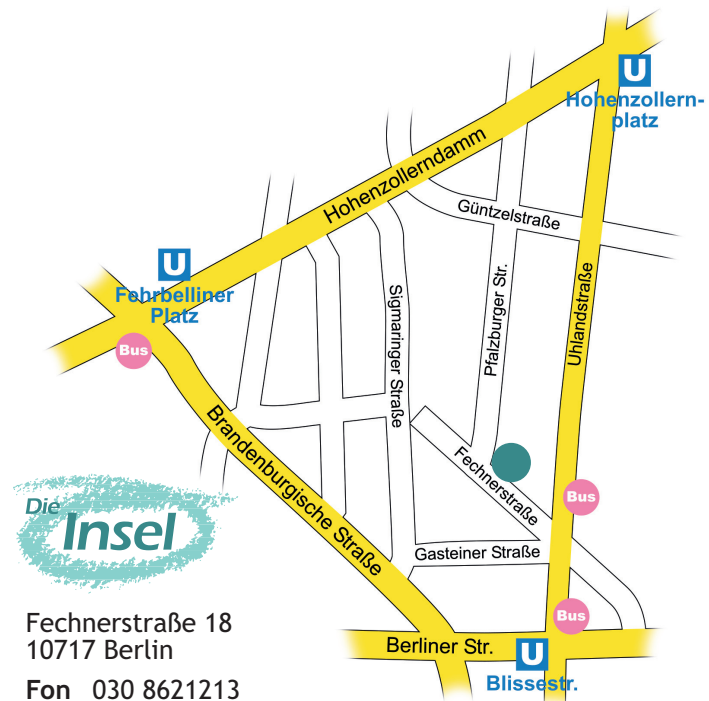 U
Hohenzollern-
platz
Hohenzollerndamm
Güntzelstraße
U
Fehrbelliner
Platz
Bus
Sigmaringer Straße
Pfalzburger Str.
Uhlandstraße
Brandenburgische Straße
Fechnerstraße
Bus
Gasteiner Straße
Bus
Berliner Str.
U
Blissestr.
Die
Insel
Fechnerstraße 18
10717 Berlin
Fon 030 8621213